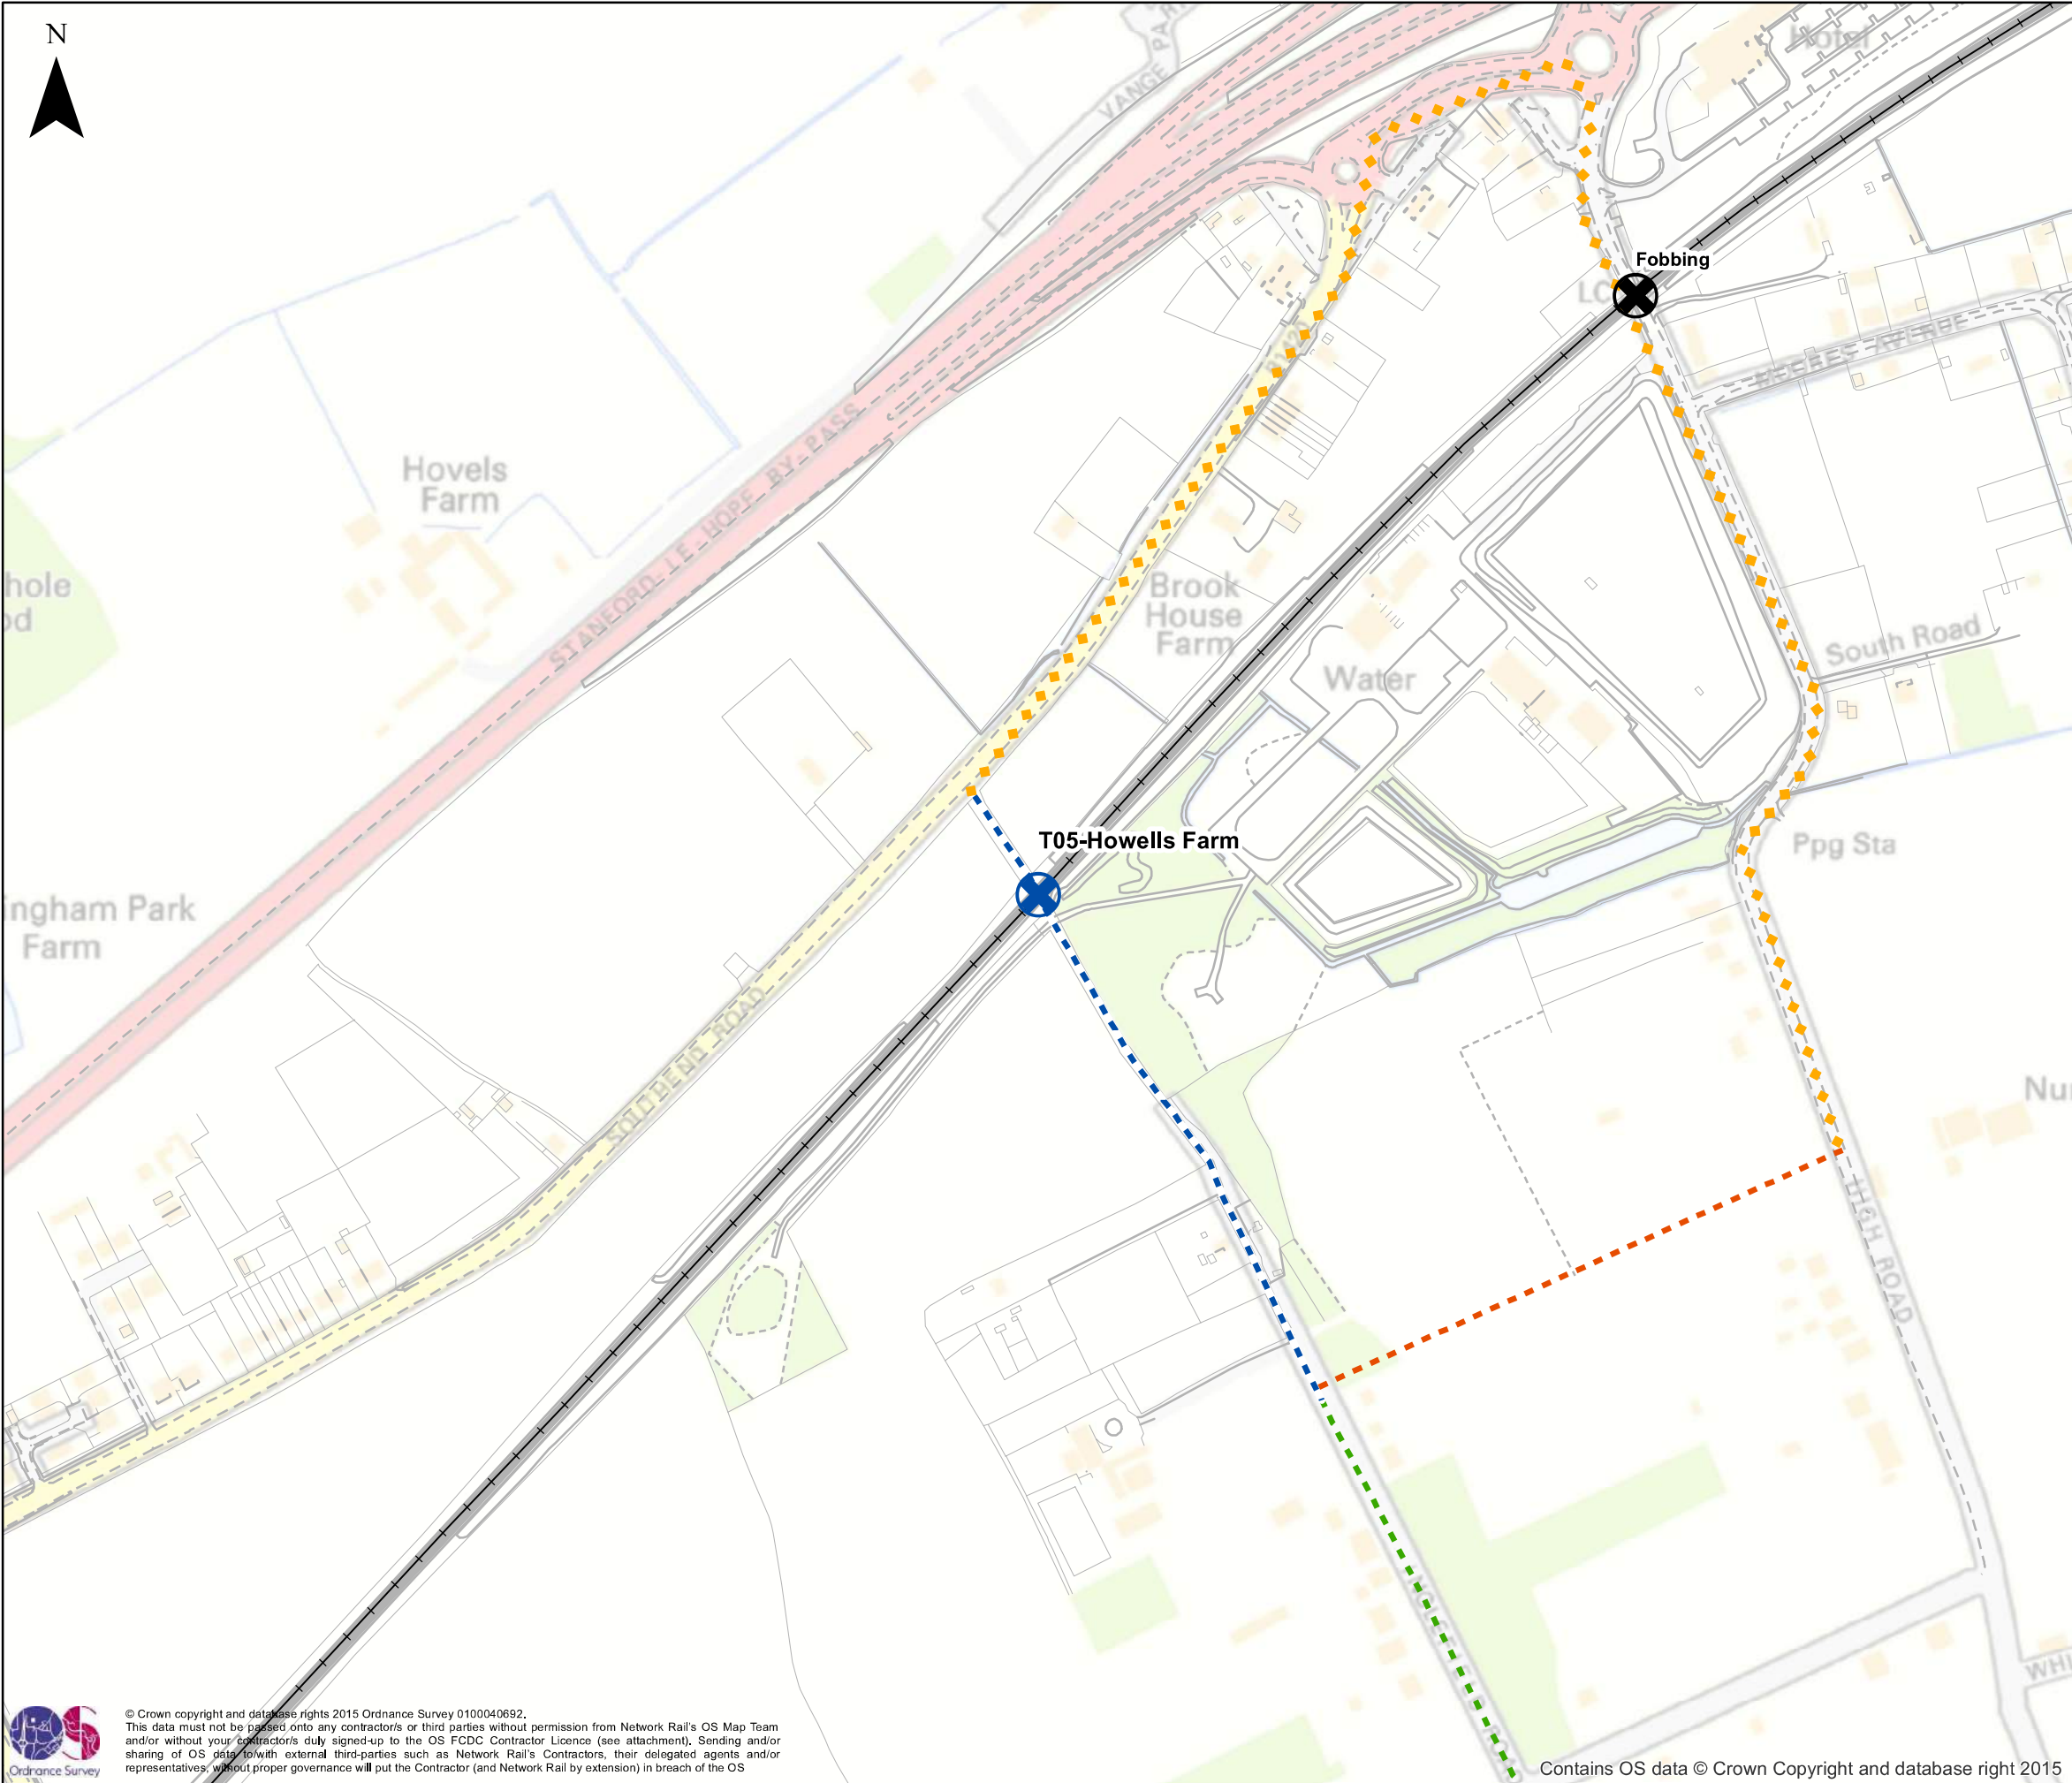 N
Hotel
VANGE PAR
Fobbing
LC
MOORES AVENUE
STANFORD-LE-HOPE BY-PASS
Hovels
Farm
hole
od
Brook
House
Farm
Water
South Road
T05-Howells Farm
Ppg Sta
ingham Park
Farm
SOUTHEND ROAD
Nur
HIGH ROAD
WHI
Ordnance Survey
© Crown copyright and database rights 2015 Ordnance Survey 0100040692.
This data must not be passed onto any contractor/s or third parties without permission from Network Rail's OS Map Team
and/or without your contractor/s duly signed-up to the OS FCDC Contractor Licence (see attachment). Sending and/or
sharing of OS data to/with external third-parties such as Network Rail's Contractors, their delegated agents and/or
representatives, without proper governance will put the Contractor (and Network Rail by extension) in breach of the OS
Contains OS data © Crown Copyright and database right 2015